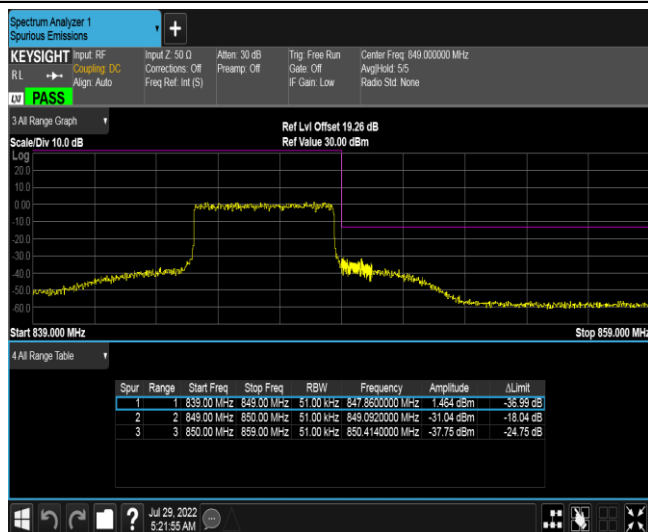 Spectrum Analyzer 1
Spurious Emissions
+
KEYSIGHT Input: RF Input Z: 50 Ω Atten: 30 dB Trig: Free Run Center Freq: 849.000000 MHz
RL Coupling: DC Corrections: Off Preamp: Off Gate: Off Avg|Hold: 5/5
Align: Auto Freq Ref: Int (S) IF Gain: Low Radio Std: None
LXI PASS
3 All Range Graph
Ref Lvl Offset 19.26 dB
Scale/Div 10.0 dB Ref Value 30.00 dBm
Log
20.0
10.0
0.00
-10.0
-20.0
-30.0
-40.0
-50.0
-60.0
Start 839.000 MHz Stop 859.000 MHz
4 All Range Table
Spur Range Start Freq Stop Freq RBW Frequency Amplitude ΔLimit
1 1 839.00 MHz 849.00 MHz 51.00 kHz 847.8600000 MHz 1.464 dBm -36.99 dB
2 2 849.00 MHz 850.00 MHz 51.00 kHz 849.0920000 MHz -31.04 dBm -18.04 dB
3 3 850.00 MHz 859.00 MHz 51.00 kHz 850.4140000 MHz -37.75 dBm -24.75 dB
? Jul 29, 2022
5:21:55 AM